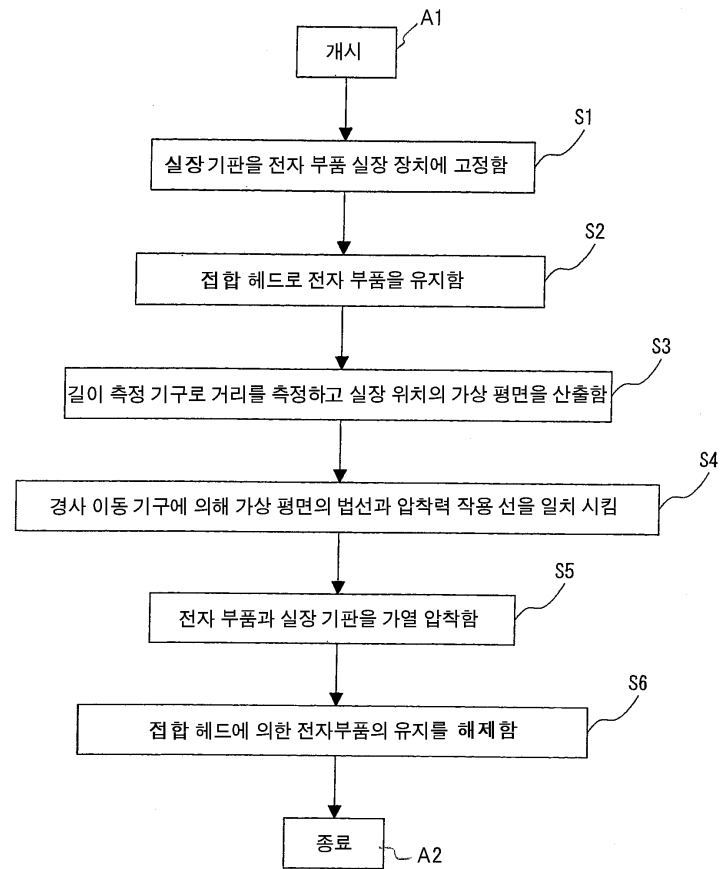 A1
개시
S1
실장 기판을 전자 부품 실장 장치에 고정함
S2
접합 헤드로 전자 부품을 유지함
S3
길이 측정 기구로 거리를 측정하고 실장 위치의 가상 평면을 산출함
S4
경사 이동 기구에 의해 가상 평면의 법선과 압착력 작용 선을 일치 시킴
S5
전자 부품과 실장 기판을 가열 압착함
S6
접합 헤드에 의한 전자부품의 유지를 해제함
종료
A2